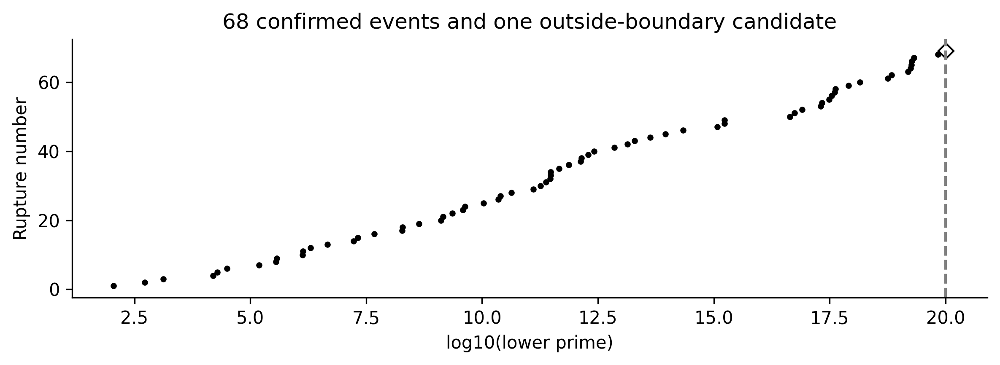 68 confirmed events and one outside-boundary candidate
Rupture number
60
40
20
0
2.5 5.0 7.5 10.0 12.5 15.0 17.5 20.0
log10(lower prime)